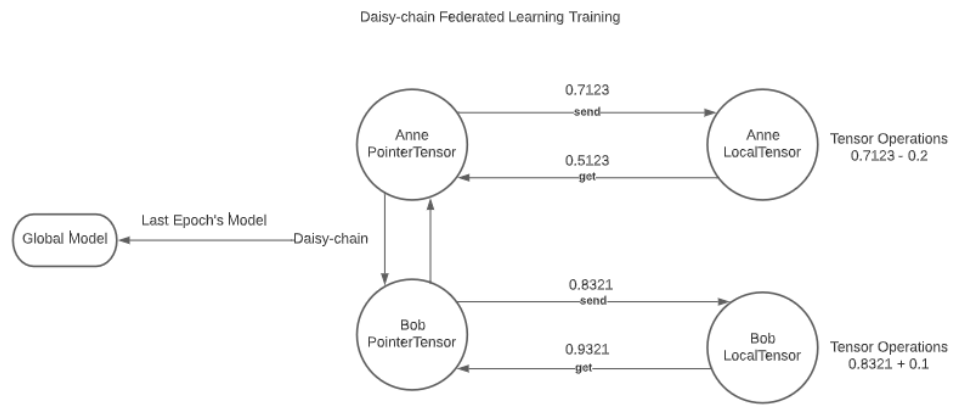 Daisy-chain Federated Learning Training
0.7123
send
Anne
PointerTensor
Anne
LocalTensor
Tensor Operations
0.7123 - 0.2
0.5123
get
Last Epoch's Model
Global Model
Daisy-chain
0.8321
send
Bob
PointerTensor
Bob
LocalTensor
Tensor Operations
0.8321 + 0.1
0.9321
get